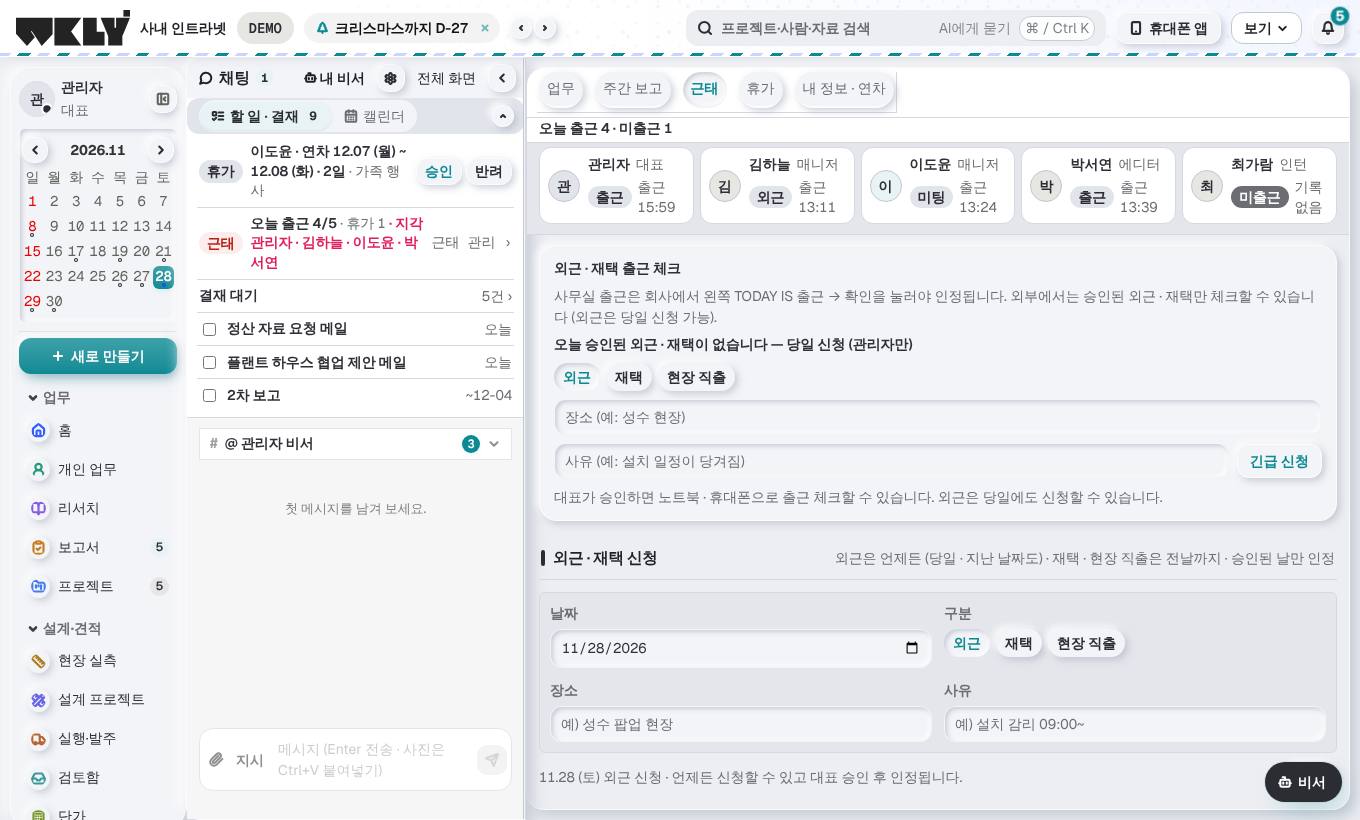 WKLY 사내 인트라넷 DEMO 크리스마스까지 D-27 × ‹ › 프로젝트·사람·자료 검색 AI에게 묻기 ⌘ / Ctrl K 휴대폰 앱 보기 5
관 관리자
대표
2026.11
일 월 화 수 목 금 토
1 2 3 4 5 6 7
8 9 10 11 12 13 14
15 16 17 18 19 20 21
22 23 24 25 26 27 28
29 30
+ 새로 만들기
업무
홈
개인 업무
리서치
보고서 5
프로젝트 5
설계·견적
현장 실측
설계 프로젝트
실행·발주
검토함
단가
채팅 1 내 비서 전체 화면
할 일 · 결재 9 캘린더
휴가 이도윤 · 연차 12.07 (월) ~
12.08 (화) · 2일 · 가족 행
사
승인 반려
근태 오늘 출근 4/5 · 휴가 1 · 지각
관리자 · 김하늘 · 이도윤 · 박
서연
근태 관리 ›
결재 대기 5건 ›
정산 자료 요청 메일 오늘
플랜트 하우스 협업 제안 메일 오늘
2차 보고 ~12-04
# @ 관리자 비서 3
첫 메시지를 남겨 보세요.
지시 메시지 (Enter 전송 · 사진은
Ctrl+V 붙여넣기)
업무 주간 보고 근태 휴가 내 정보 · 연차
오늘 출근 4 · 미출근 1
관 관리자 대표
출근 출근
15:59
김 김하늘 매니저
외근 출근
13:11
이 이도윤 매니저
미팅 출근
13:24
박 박서연 에디터
출근 출근
13:39
최 최가람 인턴
미출근 기록
없음
외근 · 재택 출근 체크
사무실 출근은 회사에서 왼쪽 TODAY IS 출근 → 확인을 눌러야 인정됩니다. 외부에서는 승인된 외근 · 재택만 체크할 수 있습니
다 (외근은 당일 신청 가능).
오늘 승인된 외근 · 재택이 없습니다 — 당일 신청 (관리자만)
외근 재택 현장 직출
장소 (예: 성수 현장)
사유 (예: 설치 일정이 당겨짐) 긴급 신청
대표가 승인하면 노트북 · 휴대폰으로 출근 체크할 수 있습니다. 외근은 당일에도 신청할 수 있습니다.
외근 · 재택 신청 외근은 언제든 (당일 · 지난 날짜도) · 재택 · 현장 직출은 전날까지 · 승인된 날만 인정
날짜 구분
11/28/2026 외근 재택 현장 직출
장소 사유
예) 성수 팝업 현장 예) 설치 감리 09:00~
11.28 (토) 외근 신청 · 언제든 신청할 수 있고 대표 승인 후 인정됩니다.
비서